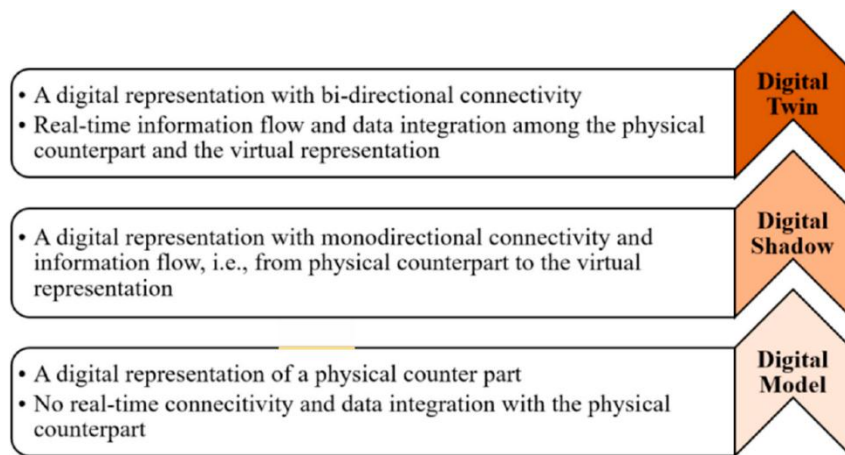 • A digital representation with bi-directional connectivity
• Real-time information flow and data integration among the physical
counterpart and the virtual representation
Digital
Twin
• A digital representation with monodirectional connectivity and
information flow, i.e., from physical counterpart to the virtual
representation
Digital
Shadow
• A digital representation of a physical counter part
• No real-time connecitivity and data integration with the physical
counterpart
Digital
Model